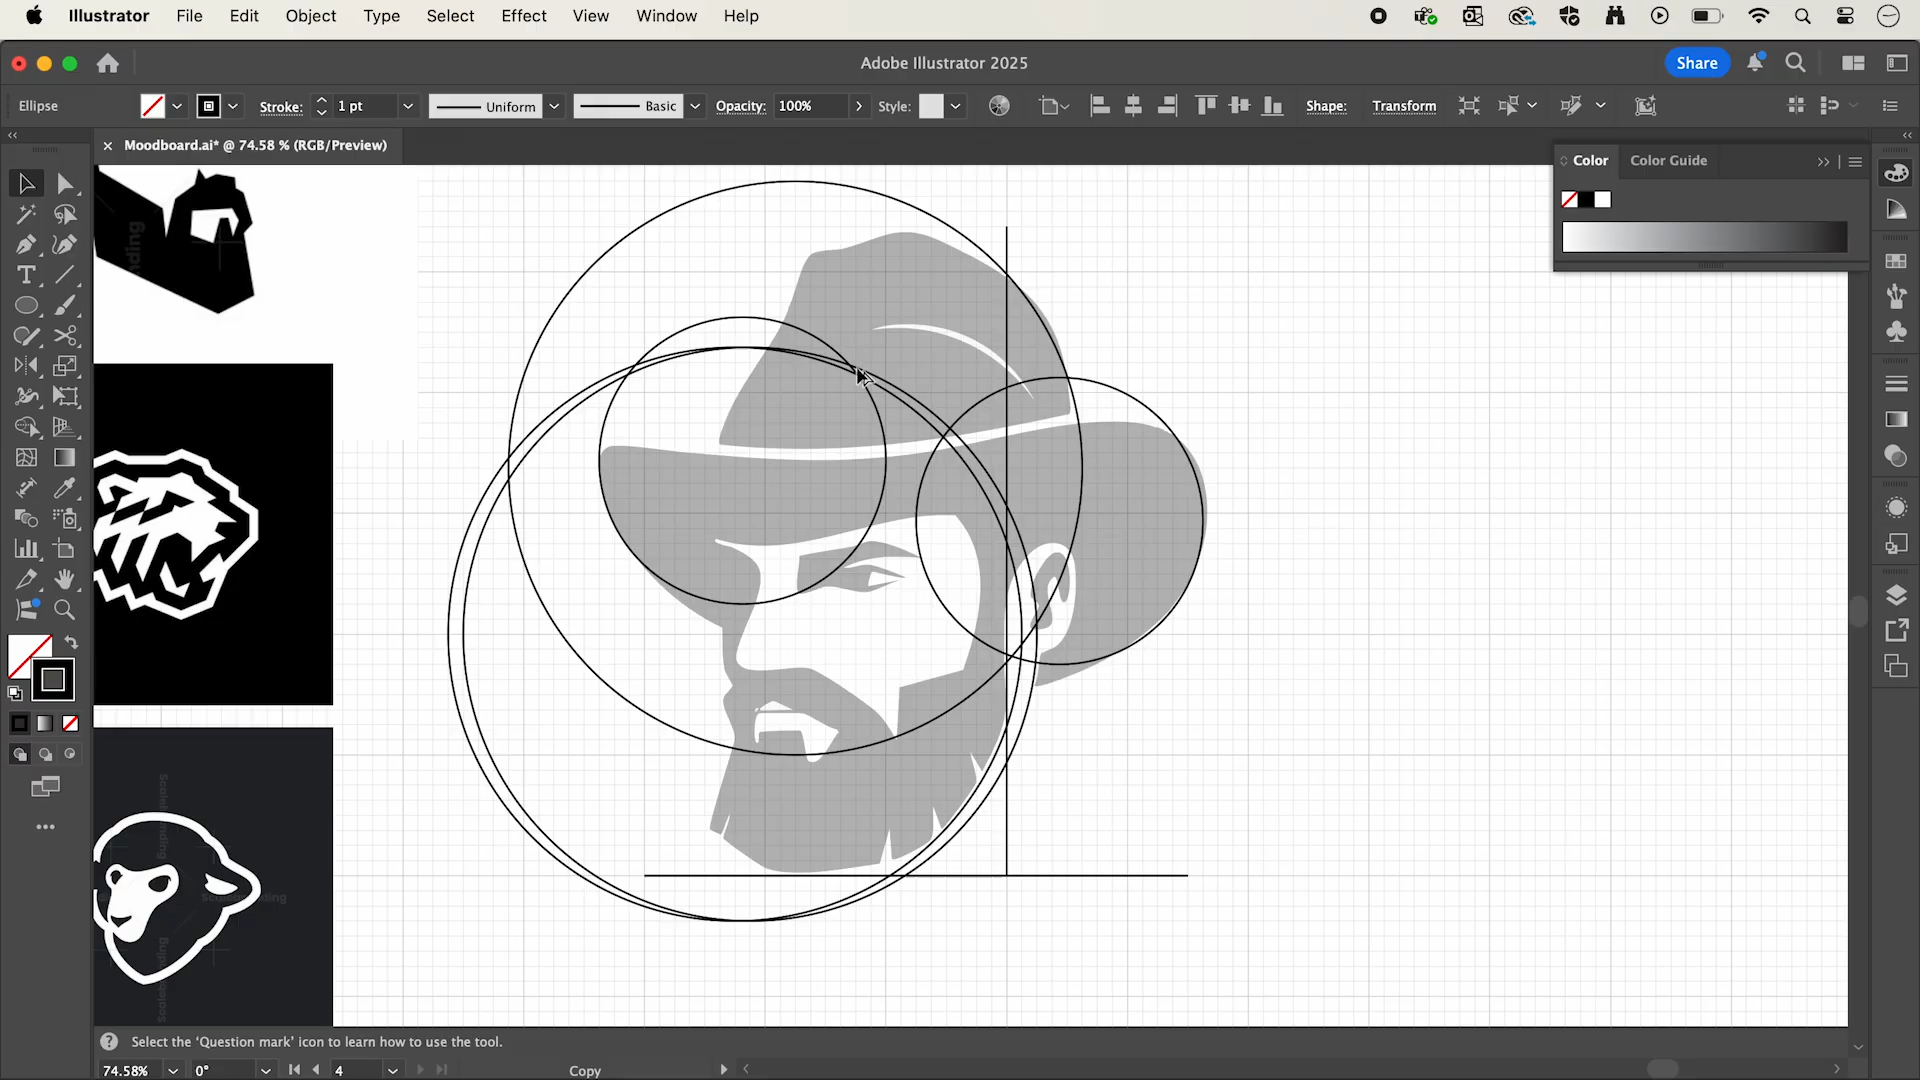 Illustrator File Edit Object Type Select Effect View Window Help
Adobe Illustrator 2025
Share
Ellipse Stroke: 1 pt Uniform Basic Opacity: 100% Style: Shape: Transform
Moodboard.ai* @ 74.58 % (RGB/Preview)
Color Color Guide
Select the 'Question mark' icon to learn how to use the tool.
74.58% 0° 4 Copy